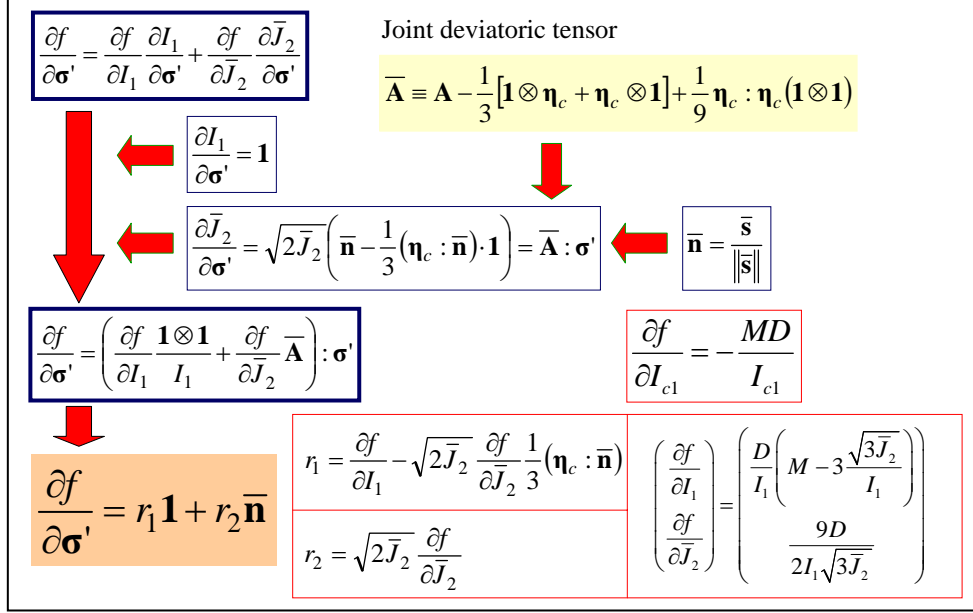 ∂f/∂σ' = ∂f/∂I₁ ∂I₁/∂σ' + ∂f/∂J̅₂ ∂J̅₂/∂σ'
Joint deviatoric tensor
A̅ ≡ A − 1/3 [1 ⊗ η_c + η_c ⊗ 1] + 1/9 η_c : η_c (1 ⊗ 1)
∂I₁/∂σ' = 1
∂J̅₂/∂σ' = √(2J̅₂) (n̅ − 1/3 (η_c : n̅) · 1) = A̅ : σ'
n̅ = s̅/‖s̅‖
∂f/∂σ' = (∂f/∂I₁ (1 ⊗ 1)/I₁ + ∂f/∂J̅₂ A̅) : σ'
∂f/∂I_c1 = − MD/I_c1
∂f/∂σ' = r₁1 + r₂n̅
r₁ = ∂f/∂I₁ − √(2J̅₂) ∂f/∂J̅₂ 1/3 (η_c : n̅)
r₂ = √(2J̅₂) ∂f/∂J̅₂
(∂f/∂I₁ ; ∂f/∂J̅₂) = (D/I₁ (M − 3 √(3J̅₂)/I₁) ; 9D/(2I₁√(3J̅₂)))